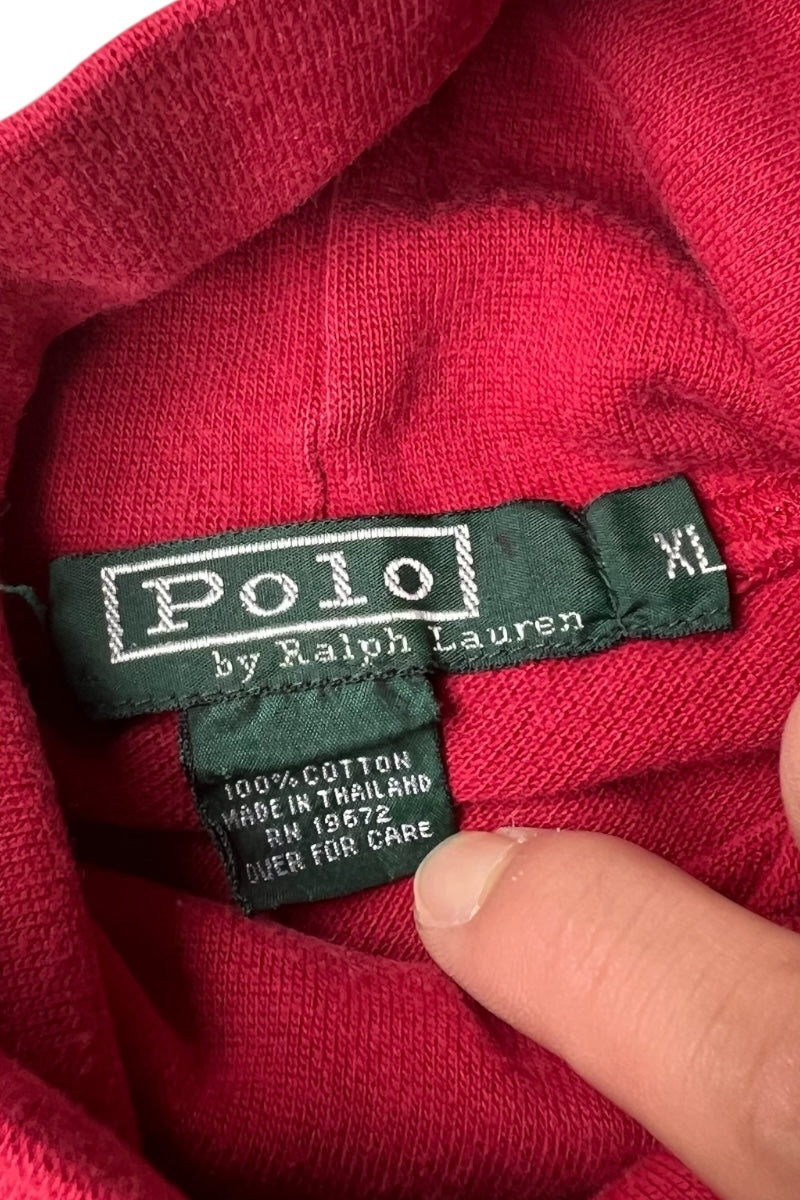 Polo
by Ralph Lauren
XL
100% COTTON
MADE IN THAILAND
RN 19672
OVER FOR CARE